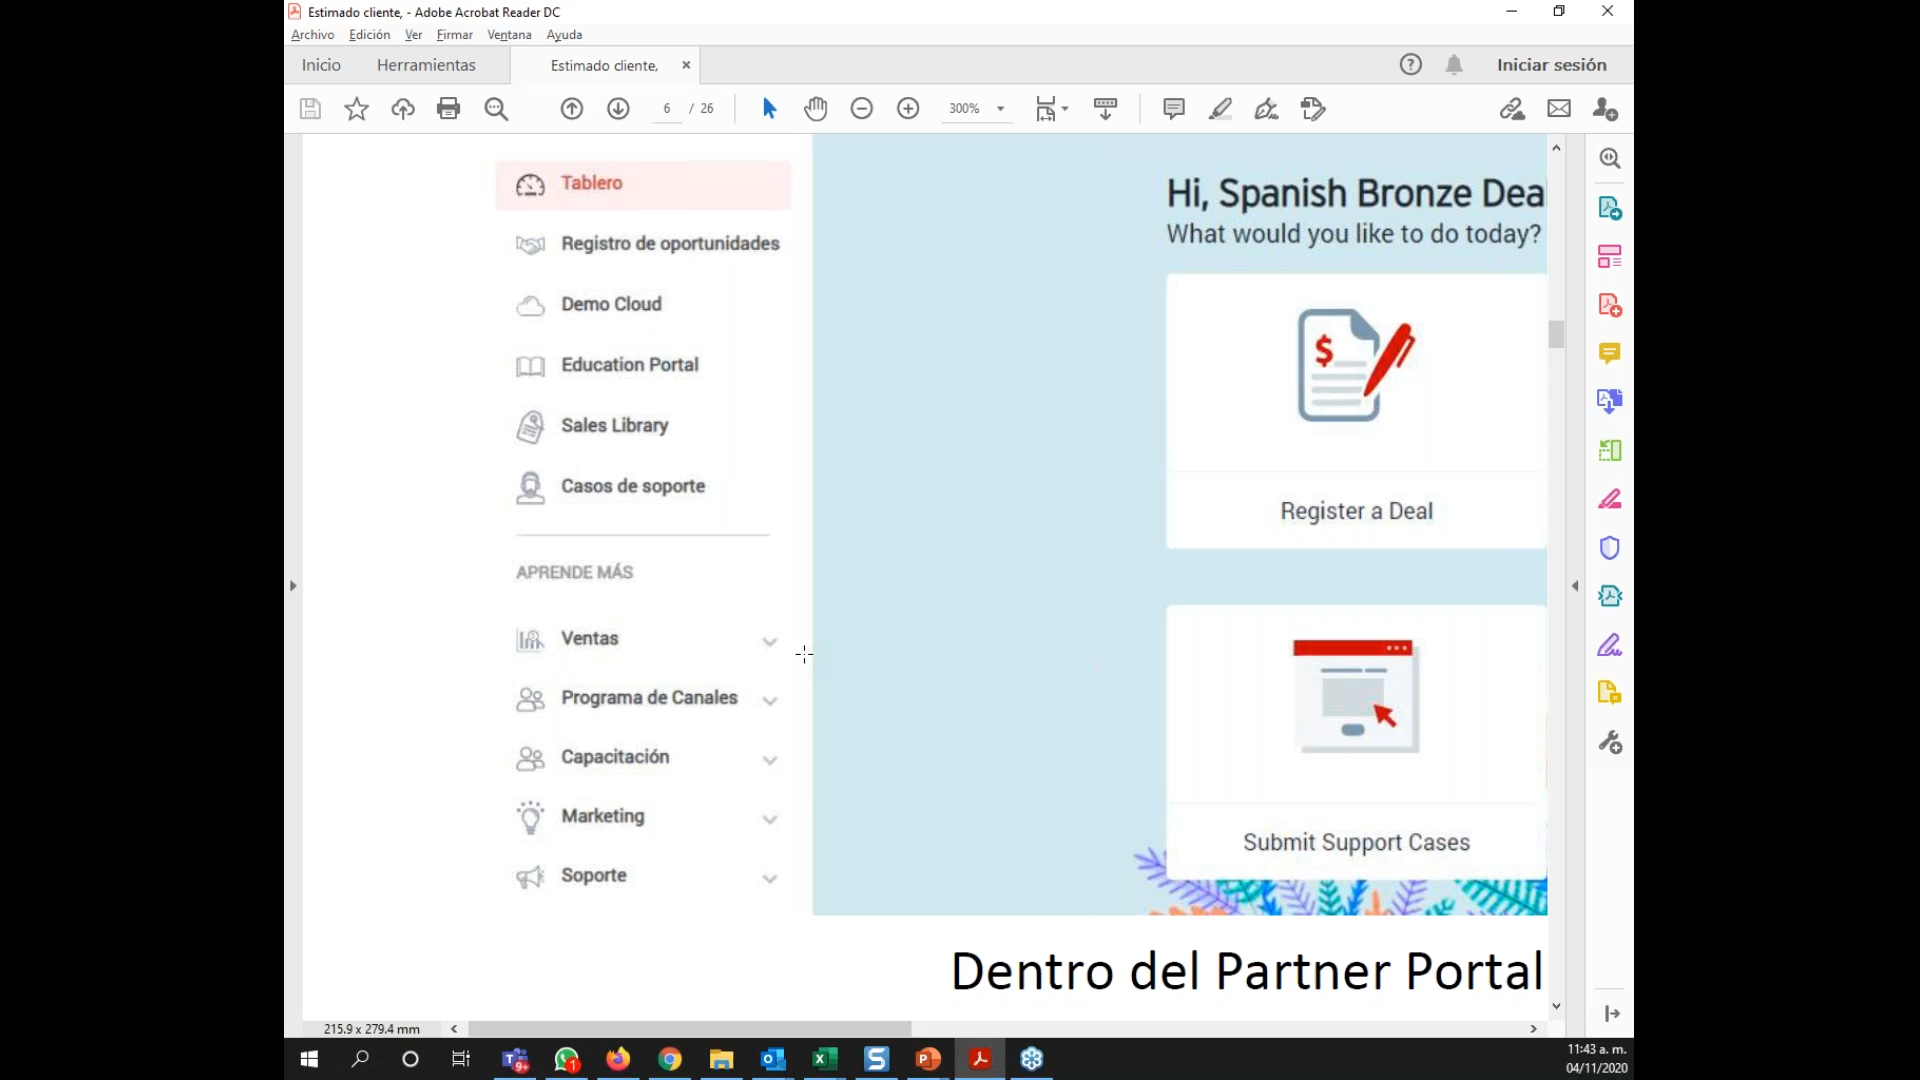 Estimado cliente, - Adobe Acrobat Reader DC
Archivo Edición Ver Firmar Ventana Ayuda
Inicio Herramientas Estimado cliente, Iniciar sesión
6 / 26 300%
Tablero
Registro de oportunidades
Demo Cloud
Education Portal
Sales Library
Casos de soporte
APRENDE MÁS
Ventas
Programa de Canales
Capacitación
Marketing
Soporte
Hi, Spanish Bronze Dea
What would you like to do today?
$
Register a Deal
Submit Support Cases
Dentro del Partner Portal
215.9 x 279.4 mm
9+
1
11:43 a. m.
04/11/2020